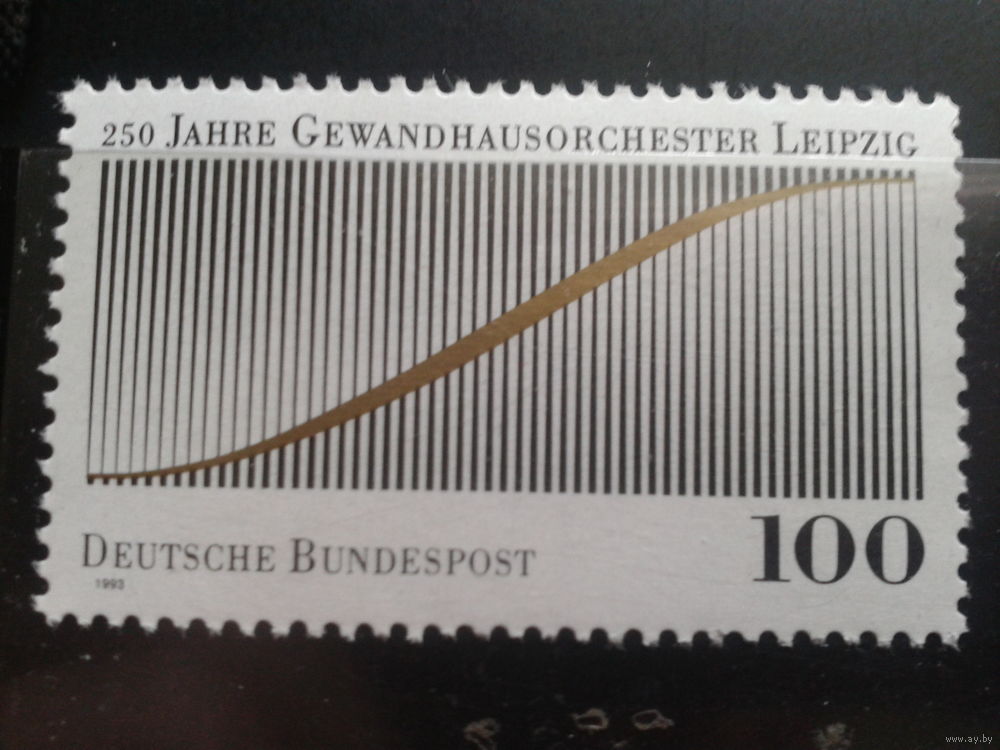 250 JAHRE GEWANDHAUSORCHESTER LEIPZIG
100
DEUTSCHE BUNDESPOST
1993
www.ay.by